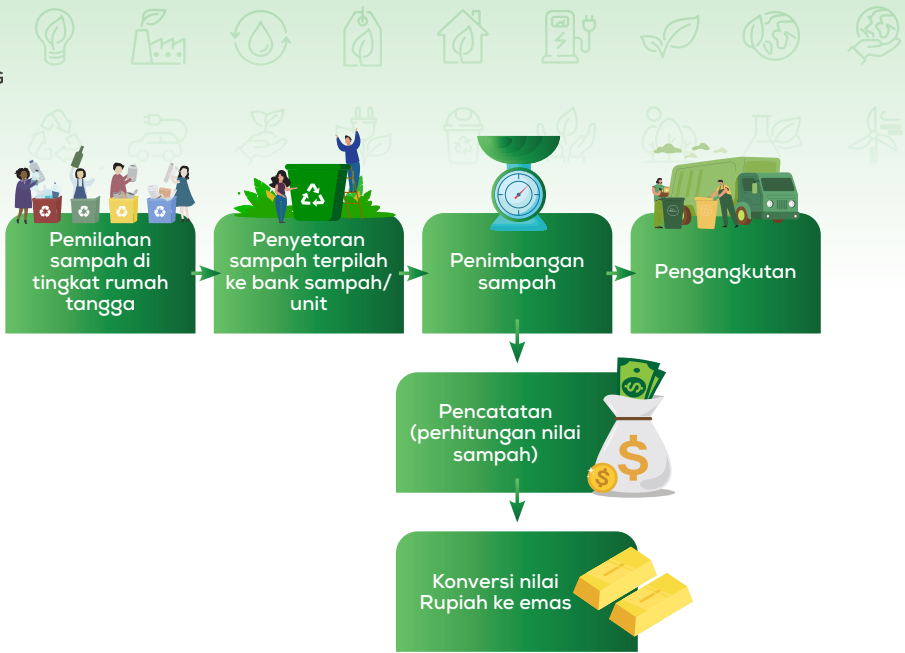 G
Pemilahan
sampah di
tingkat rumah
tangga
Penyetoran
sampah terpilah
ke bank sampah/
unit
Penimbangan
sampah
Pengangkutan
Pencatatan
(perhitungan nilai
sampah)
Konversi nilai
Rupiah ke emas